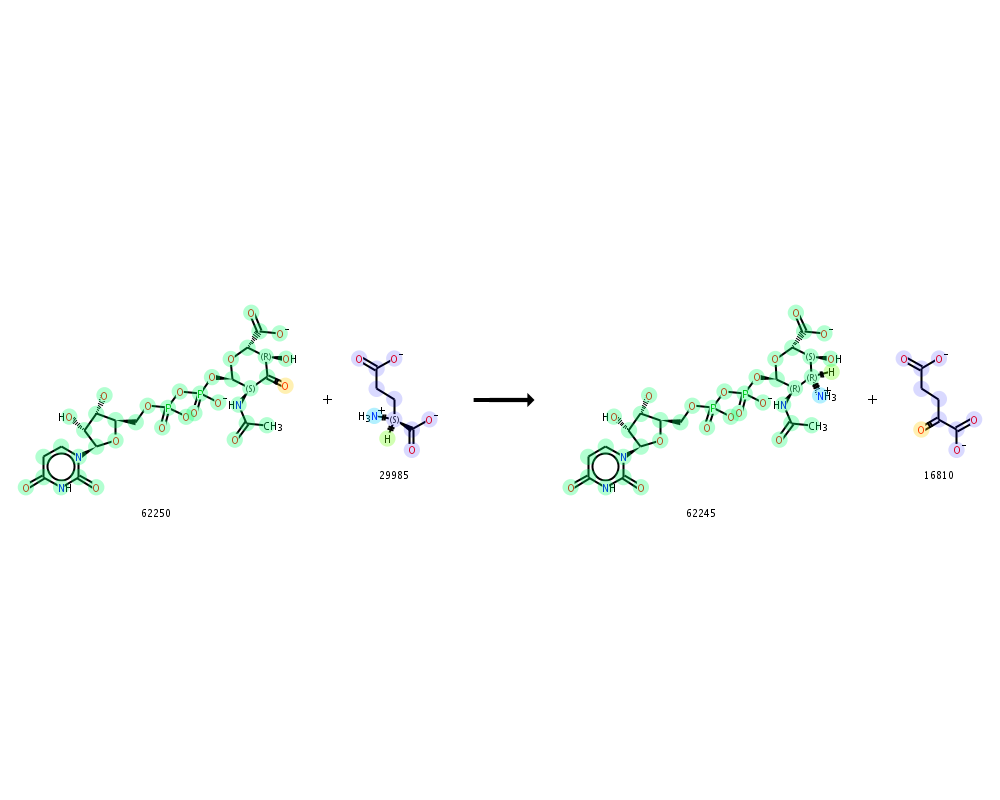 O O⁻
O (R) OH
O O
P O P O⁻ (S)
HO O O O⁻ O HN
O CH₃
N O
O NH O
62250
+
O O⁻
H₃N⁺ (S) O⁻
H O
29985
O O⁻
O (S) OH
O (R) H
P O P O⁻ (R) NH₃⁺
HO O O O⁻ O HN
O CH₃
N O
O NH O
62245
+
O O⁻
O O
O⁻
16810